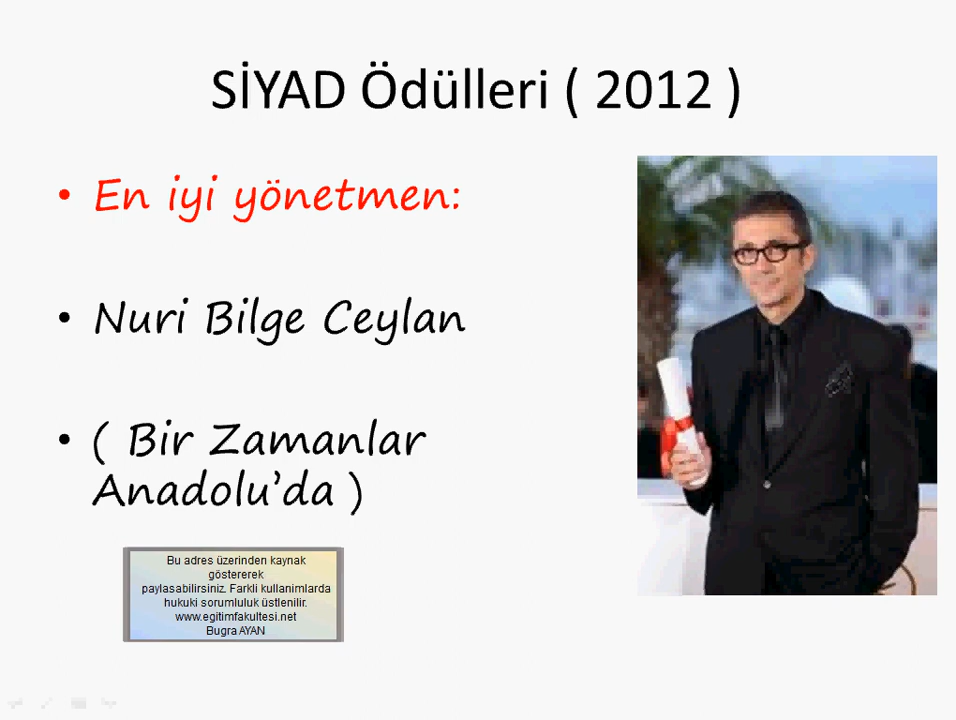 SİYAD Ödülleri ( 2012 )
• En iyi yönetmen:
• Nuri Bilge Ceylan
• ( Bir Zamanlar
Anadolu’da )
Bu adres üzerinden kaynak
göstererek
paylasabilirsiniz. Farkli kullanimlarda
hukuki sorumluluk üstlenilir.
www.egitimfakultesi.net
Bugra AYAN